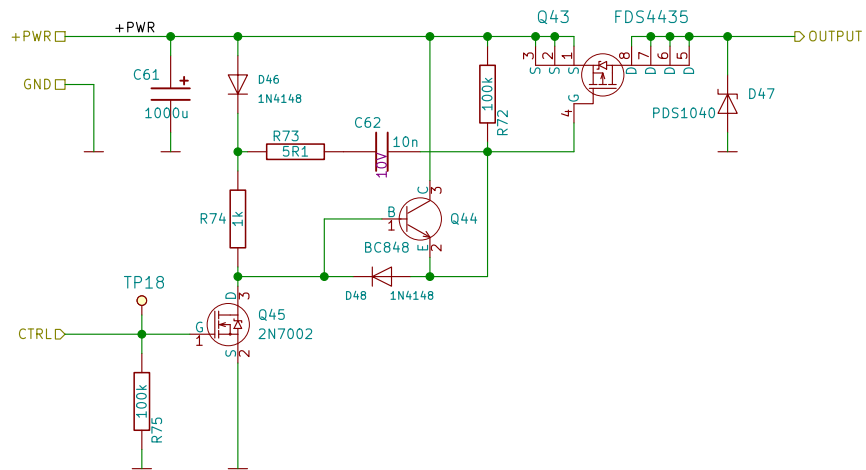 Q43 FDS4435
+PWR +PWR OUTPUT
3 2 1 8 7 6 5
S S S D D D D
C61 + D46
GND 1N4148 100k G D47
1000u C62 R72 4 PDS1040
R73 10n
5R1 10V
C 3
R74 1k B 1 Q44
BC848 E 2
TP18 D48 1N4148
D 3
Q45
CTRL G 1 2N7002
S 2
100k
R75